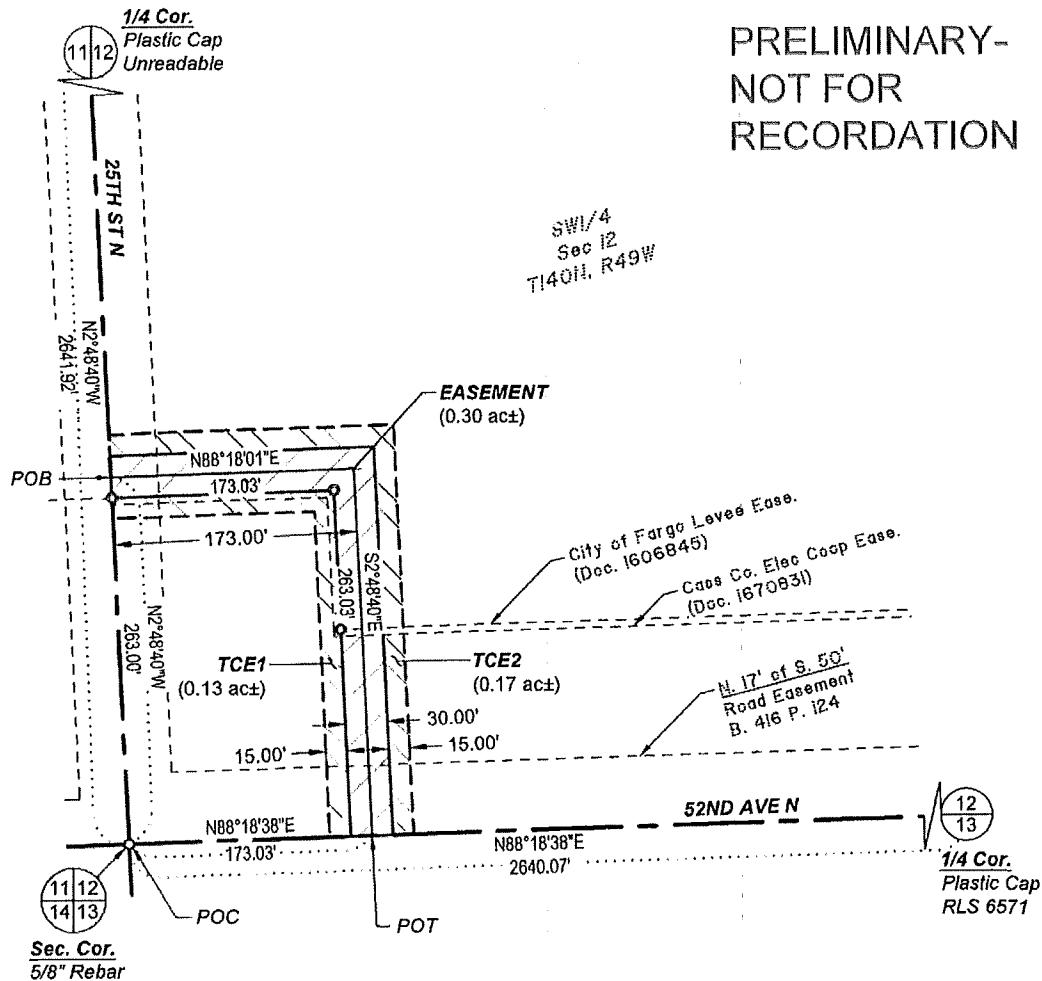 1/4 Cor.
Plastic Cap
Unreadable
11 12
PRELIMINARY-
NOT FOR
RECORDATION
25TH ST N
SW1/4
Sec 12
T140N, R49W
N2°48'40"W
2641.92'
EASEMENT
(0.30 ac±)
POB
N88°18'01"E
173.03'
173.00'
S2°48'40"E
263.03'
City of Fargo Levee Ease.
(Doc. 1606845)
Cass Co. Elec Coop Ease.
(Doc. 1670831)
N2°48'40"W
263.00'
TCE1
(0.13 ac±)
TCE2
(0.17 ac±)
N. 17' of S. 50'
Road Easement
B. 416 P. 124
30.00'
15.00'
15.00'
52ND AVE N
N88°18'38"E
173.03'
N88°18'38"E
2640.07'
12
13
1/4 Cor.
Plastic Cap
RLS 6571
11 12
14 13
POC
POT
Sec. Cor.
5/8" Rebar